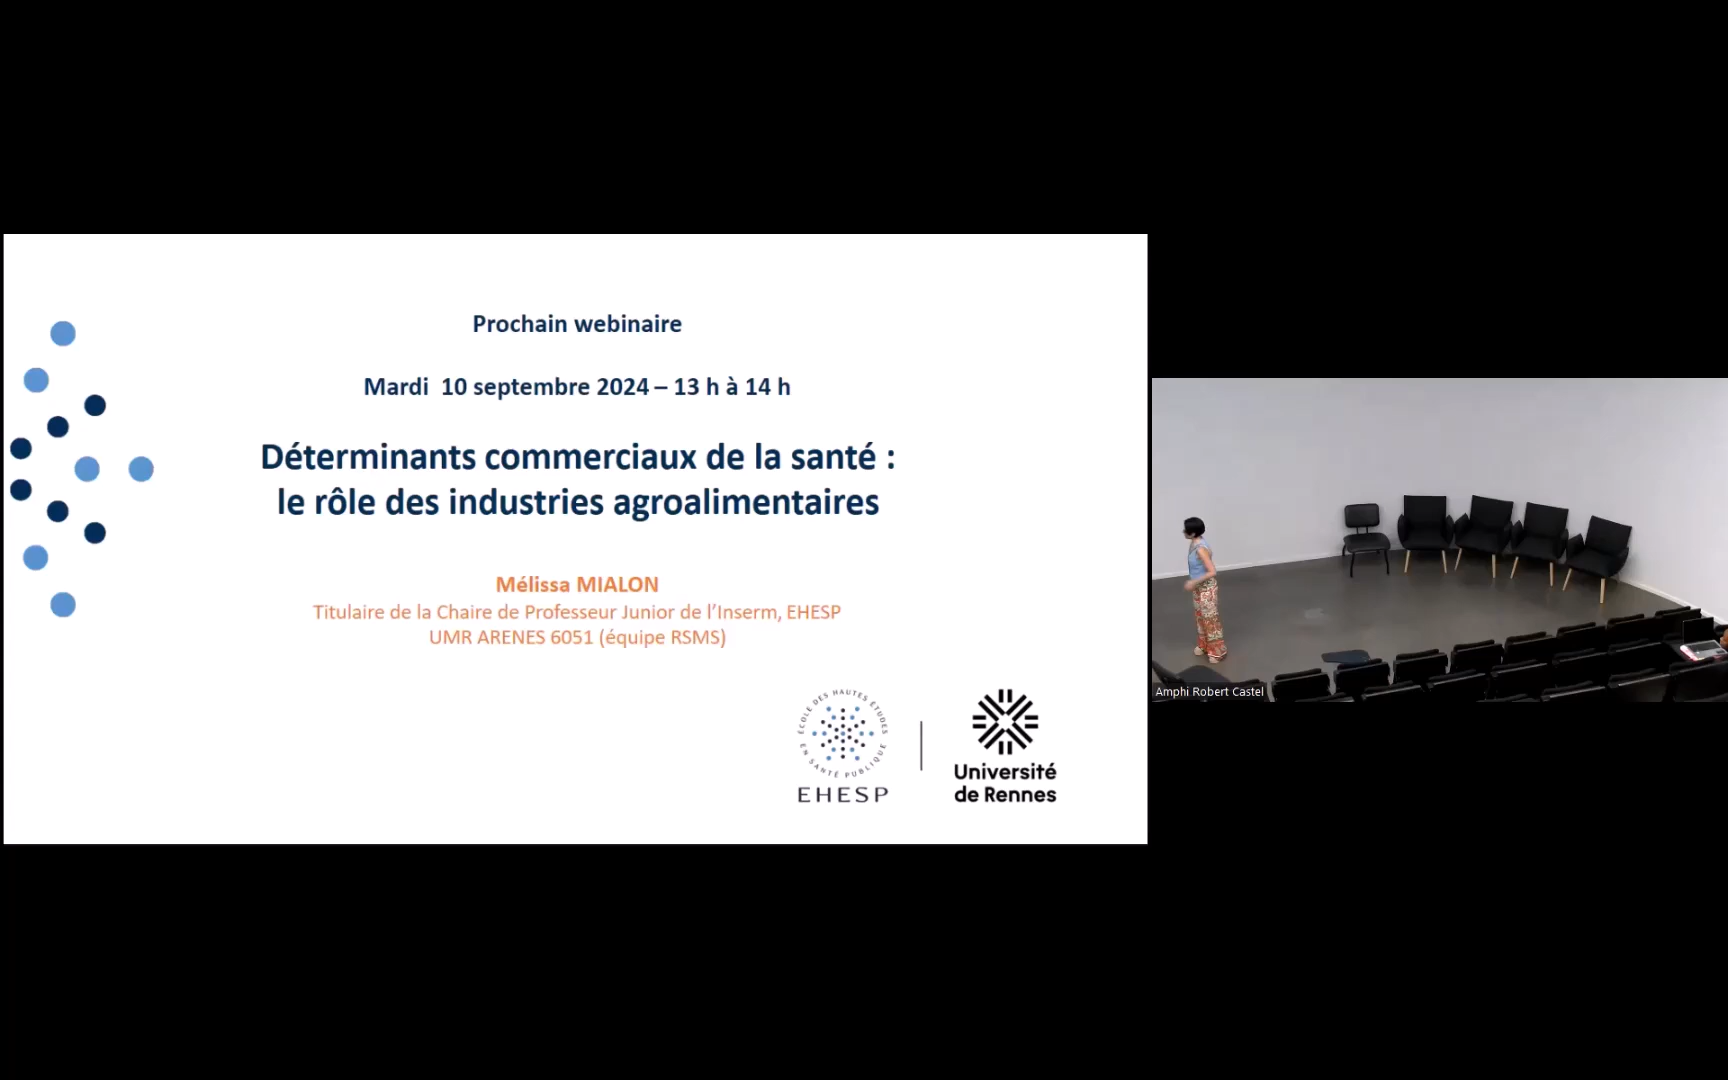 Prochain webinaire
Mardi 10 septembre 2024 – 13 h à 14 h
Déterminants commerciaux de la santé :
le rôle des industries agroalimentaires
Mélissa MIALON
Titulaire de la Chaire de Professeur Junior de l’Inserm, EHESP
UMR ARENES 6051 (équipe RSMS)
ÉCOLE DES HAUTES ÉTUDES
EN SANTÉ PUBLIQUE
EHESP
Université
de Rennes
Amphi Robert Castel